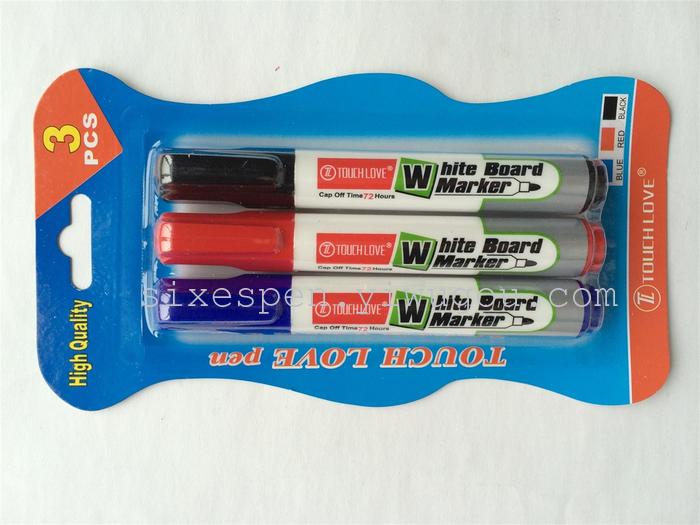 3
PCS
High Quality
BLACK
RED
BLUE
TOUCH LOVE®
TOUCH LOVE®
White Board
Marker
Cap Off Time 72 Hours
TOUCH LOVE®
White Board
Marker
Cap Off Time 72 Hours
TOUCH LOVE®
White Board
Marker
Cap Off Time 72 Hours
sixespen.yiwugou.com
TOUCH LOVE pen